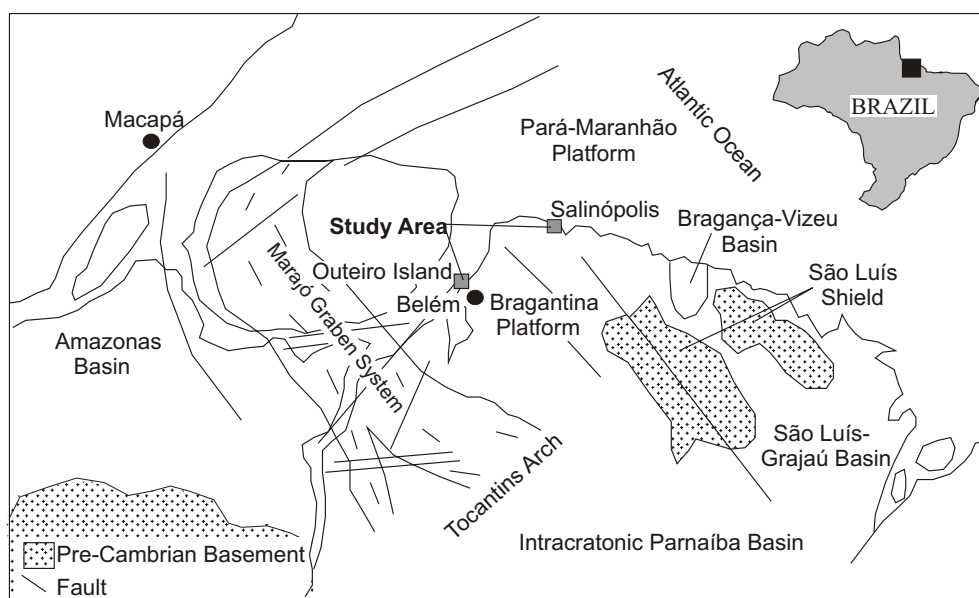 Macapá
Atlantic Ocean
BRAZIL
Pará-Maranhão
Platform
Salinópolis
Study Area
Bragança-Vizeu
Basin
Marajó Graben System
Outeiro Island
Belém
Bragantina
Platform
São Luís
Shield
Amazonas
Basin
São Luís-
Grajaú Basin
Tocantins Arch
Intracratonic Parnaíba Basin
Pre-Cambrian Basement
Fault